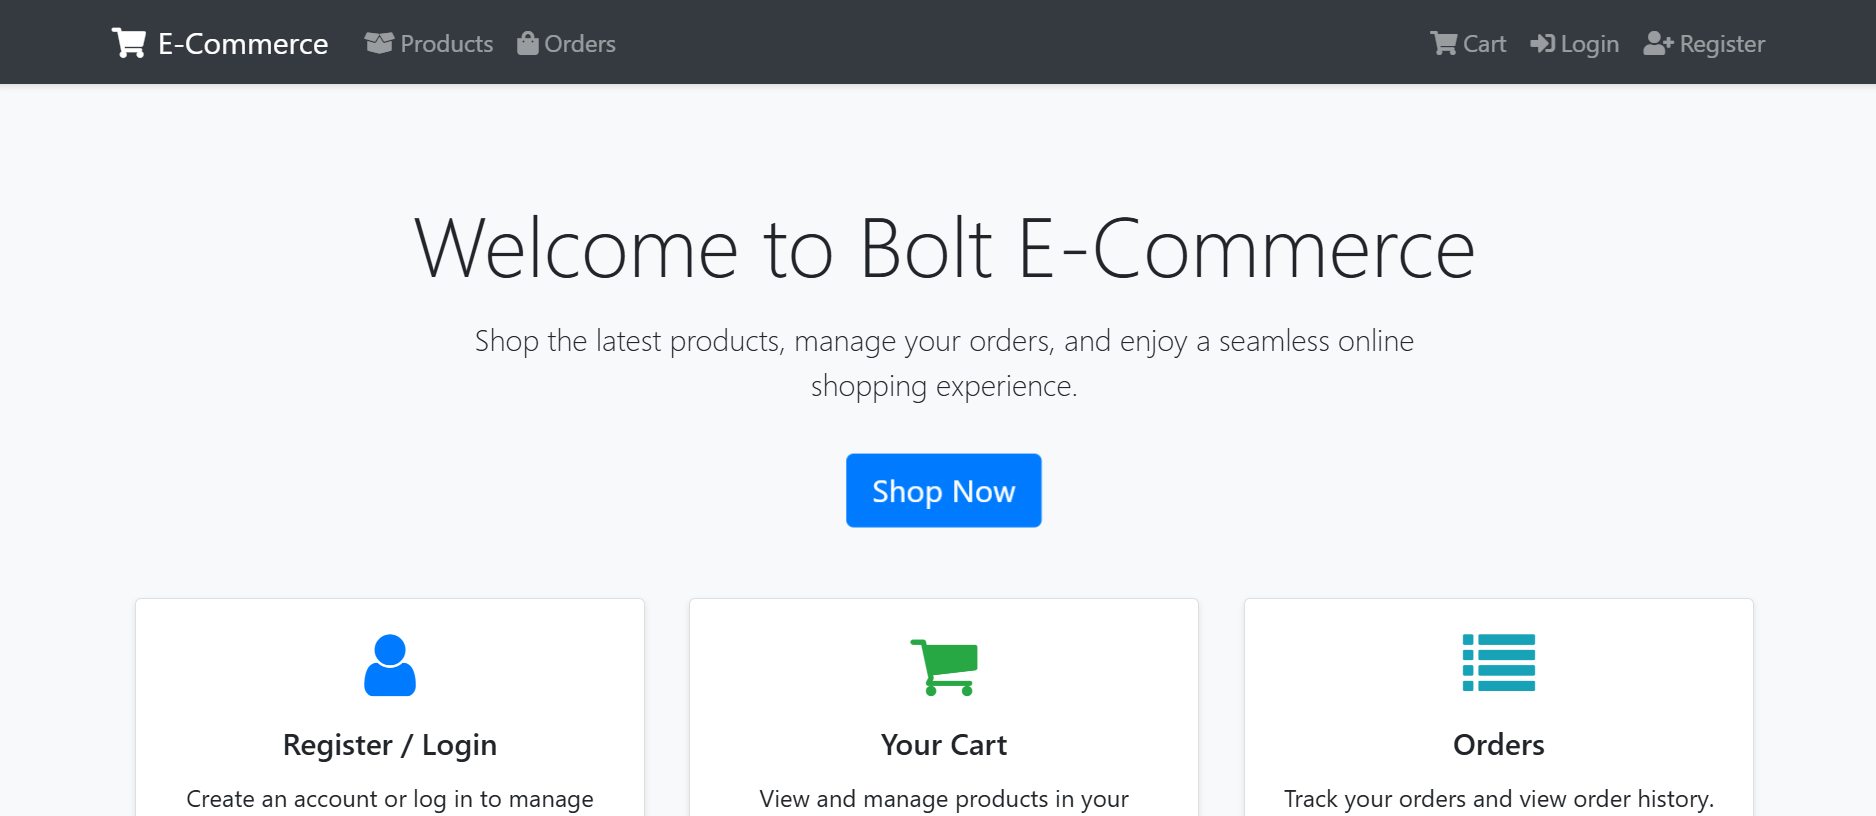 E-Commerce Products Orders Cart Login Register
Welcome to Bolt E-Commerce
Shop the latest products, manage your orders, and enjoy a seamless online
shopping experience.
Shop Now
Register / Login
Create an account or log in to manage
Your Cart
View and manage products in your
Orders
Track your orders and view order history.